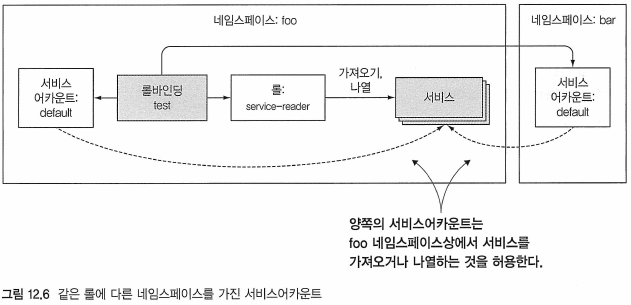 네임스페이스: foo
네임스페이스: bar
서비스
어카운트:
default
롤바인딩
test
롤:
service-reader
가져오기,
나열
서비스
서비스
어카운트:
default
양쪽의 서비스어카운트는
foo 네임스페이스상에서 서비스를
가져오거나 나열하는 것을 허용한다.
그림 12.6 같은 롤에 다른 네임스페이스를 가진 서비스어카운트